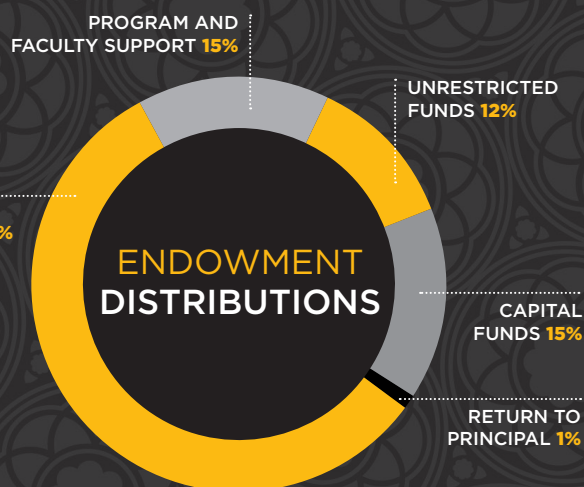 PROGRAM AND
FACULTY SUPPORT 15%
UNRESTRICTED
FUNDS 12%
%
ENDOWMENT
DISTRIBUTIONS
CAPITAL
FUNDS 15%
RETURN TO
PRINCIPAL 1%